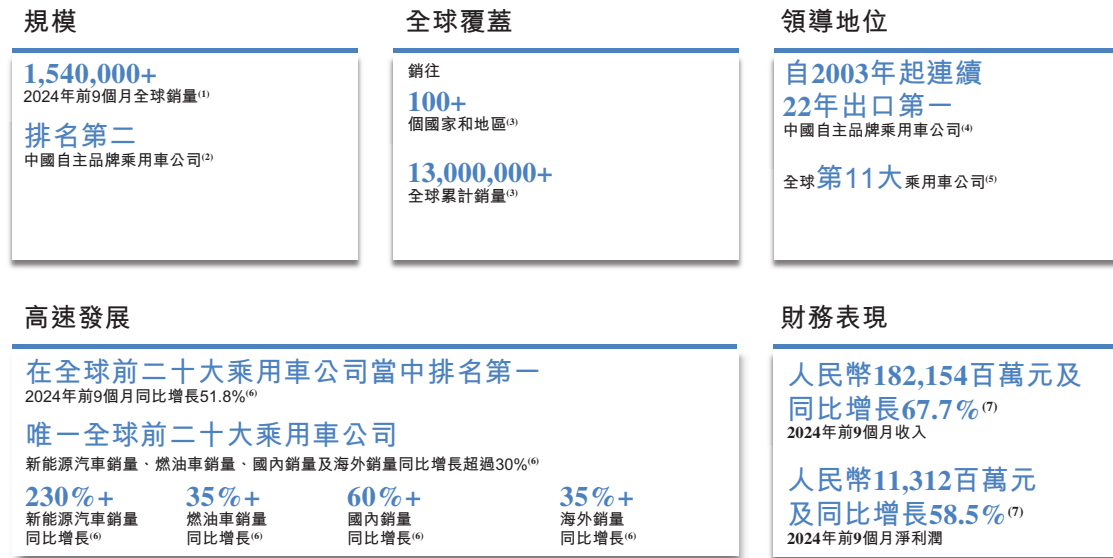 規模
1,540,000+
2024年前9個月全球銷量(1)
排名第二
中國自主品牌乘用車公司(2)
全球覆蓋
銷往
100+
個國家和地區(3)
13,000,000+
全球累計銷量(3)
領導地位
自2003年起連續
22年出口第一
中國自主品牌乘用車公司(4)
全球第11大乘用車公司(5)
高速發展
在全球前二十大乘用車公司當中排名第一
2024年前9個月同比增長51.8%(6)
唯一全球前二十大乘用車公司
新能源汽車銷量、燃油車銷量、國內銷量及海外銷量同比增長超過30%(6)
230%+
新能源汽車銷量
同比增長(6)
35%+
燃油車銷量
同比增長(6)
60%+
國內銷量
同比增長(6)
35%+
海外銷量
同比增長(6)
財務表現
人民幣182,154百萬元及
同比增長67.7%(7)
2024年前9個月收入
人民幣11,312百萬元
及同比增長58.5%(7)
2024年前9個月淨利潤